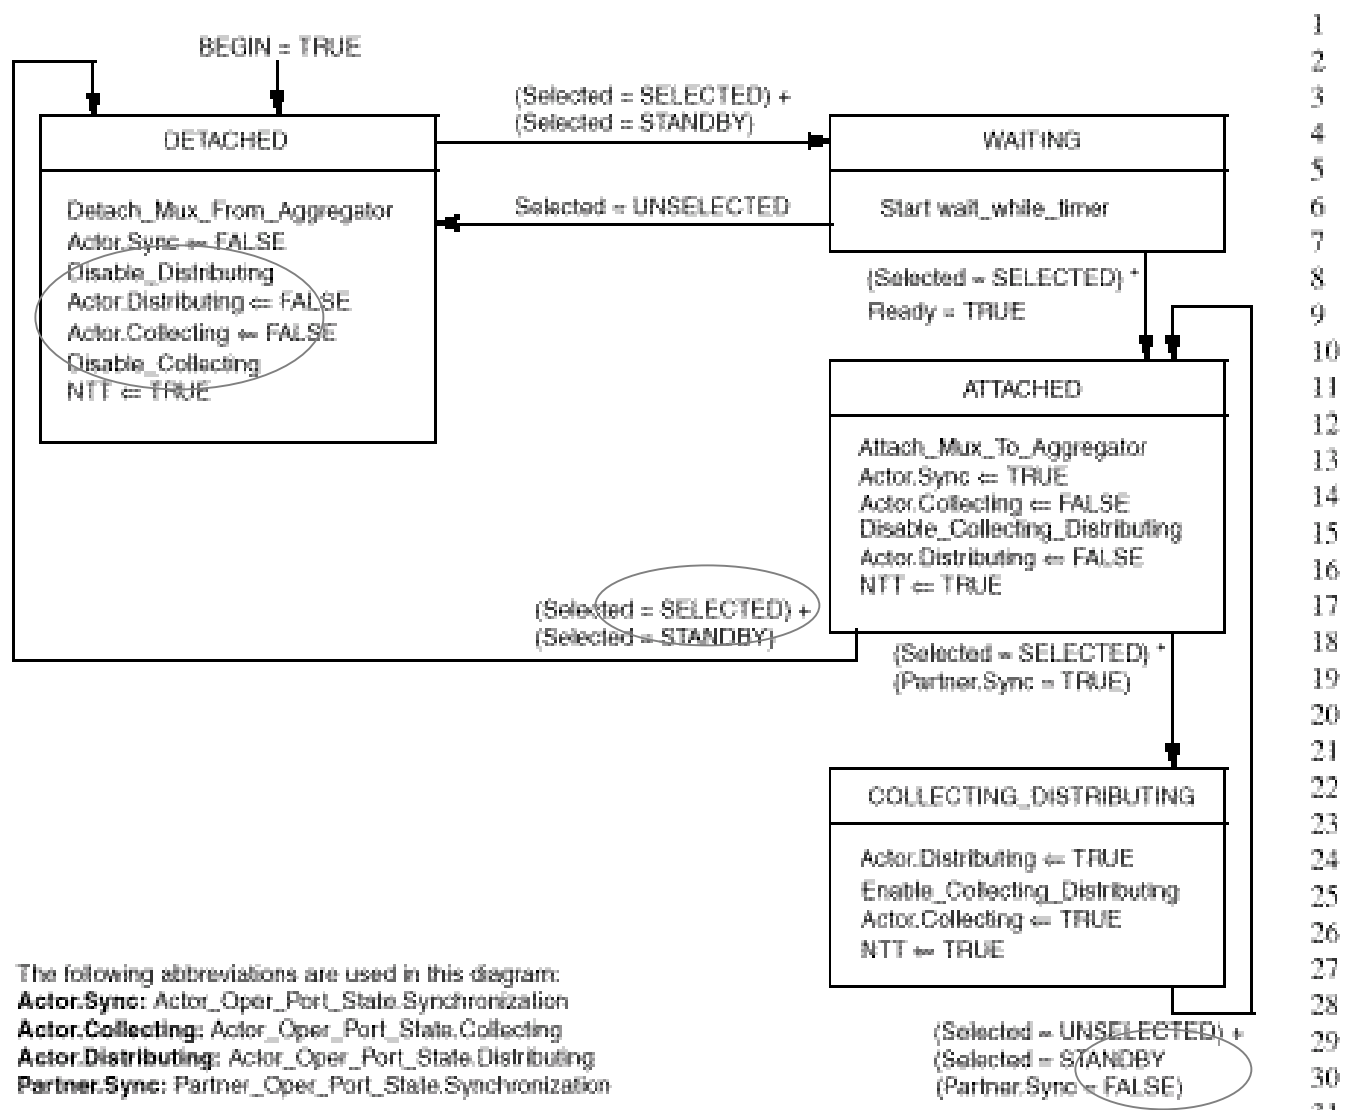 BEGIN = TRUE
(Selected = SELECTED) +
(Selected = STANDBY)
DETACHED
WAITING
Detach_Mux_From_Aggregator
Actor.Sync ⇐ FALSE
Disable_Distributing
Actor.Distributing ⇐ FALSE
Actor.Collecting ⇐ FALSE
Disable_Collecting
NTT ⇐ TRUE
Selected = UNSELECTED
Start wait_while_timer
(Selected = SELECTED) *
Ready = TRUE
ATTACHED
Attach_Mux_To_Aggregator
Actor.Sync ⇐ TRUE
Actor.Collecting ⇐ FALSE
Disable_Collecting_Distributing
Actor.Distributing ⇐ FALSE
NTT ⇐ TRUE
(Selected = SELECTED) +
(Selected = STANDBY)
(Selected = SELECTED) *
(Partner.Sync = TRUE)
COLLECTING_DISTRIBUTING
Actor.Distributing ⇐ TRUE
Enable_Collecting_Distributing
Actor.Collecting ⇐ TRUE
NTT ⇐ TRUE
(Selected = UNSELECTED) +
(Selected = STANDBY
(Partner.Sync = FALSE)
The following abbreviations are used in this diagram:
Actor.Sync: Actor_Oper_Port_State.Synchronization
Actor.Collecting: Actor_Oper_Port_State.Collecting
Actor.Distributing: Actor_Oper_Port_State.Distributing
Partner.Sync: Partner_Oper_Port_State.Synchronization
1
2
3
4
5
6
7
8
9
10
11
12
13
14
15
16
17
18
19
20
21
22
23
24
25
26
27
28
29
30